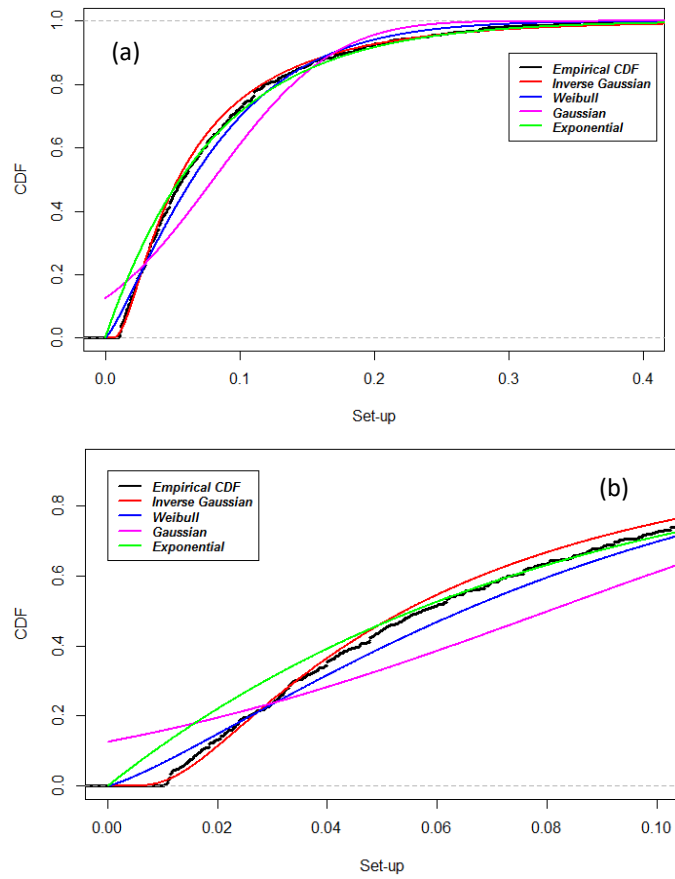 (a)
Empirical CDF
Inverse Gaussian
Weibull
Gaussian
Exponential
CDF
0.0 0.2 0.4 0.6 0.8 1.0
0.0 0.1 0.2 0.3 0.4
Set-up
(b)
Empirical CDF
Inverse Gaussian
Weibull
Gaussian
Exponential
CDF
0.0 0.2 0.4 0.6 0.8
0.00 0.02 0.04 0.06 0.08 0.10
Set-up